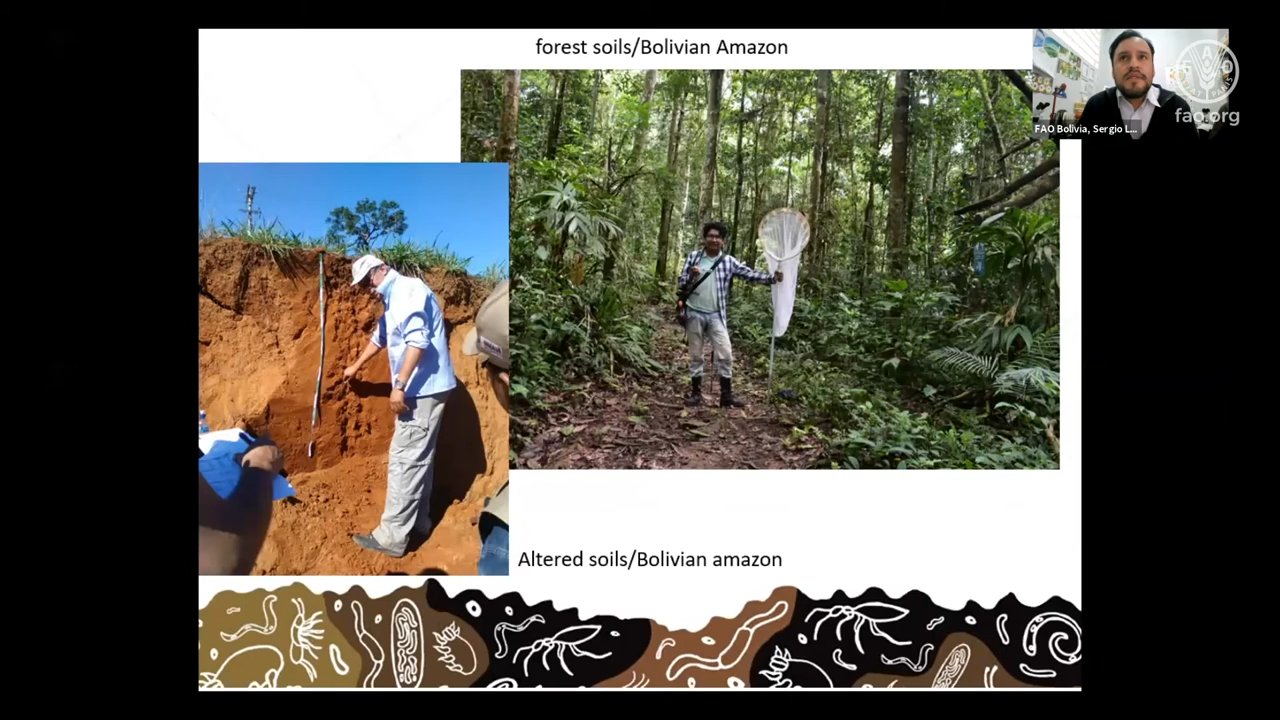 forest soils/Bolivian Amazon
FAO Bolivia, Sergio L...
fao.org
Altered soils/Bolivian amazon